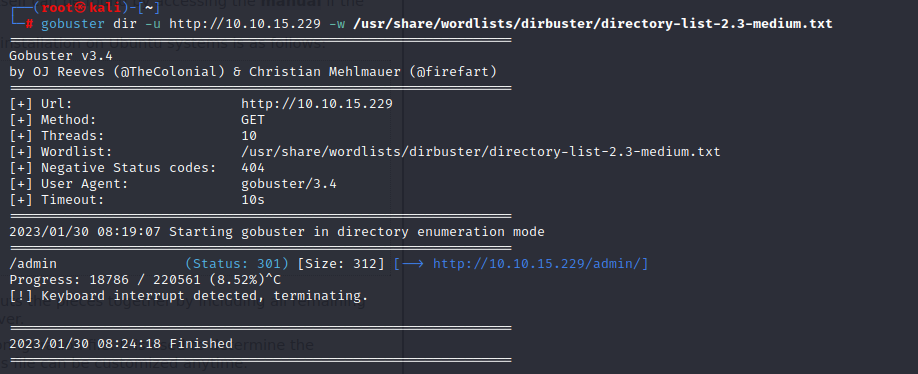 ┌──(root㉿kali)-[~]
└─# gobuster dir -u http://10.10.15.229 -w /usr/share/wordlists/dirbuster/directory-list-2.3-medium.txt
===============================================================
Gobuster v3.4
by OJ Reeves (@TheColonial) & Christian Mehlmauer (@firefart)
===============================================================
[+] Url:                     http://10.10.15.229
[+] Method:                  GET
[+] Threads:                 10
[+] Wordlist:                /usr/share/wordlists/dirbuster/directory-list-2.3-medium.txt
[+] Negative Status codes:   404
[+] User Agent:              gobuster/3.4
[+] Timeout:                 10s
===============================================================
2023/01/30 08:19:07 Starting gobuster in directory enumeration mode
===============================================================
/admin                (Status: 301) [Size: 312] [--> http://10.10.15.229/admin/]
Progress: 18786 / 220561 (8.52%)^C
[!] Keyboard interrupt detected, terminating.
===============================================================
2023/01/30 08:24:18 Finished
===============================================================